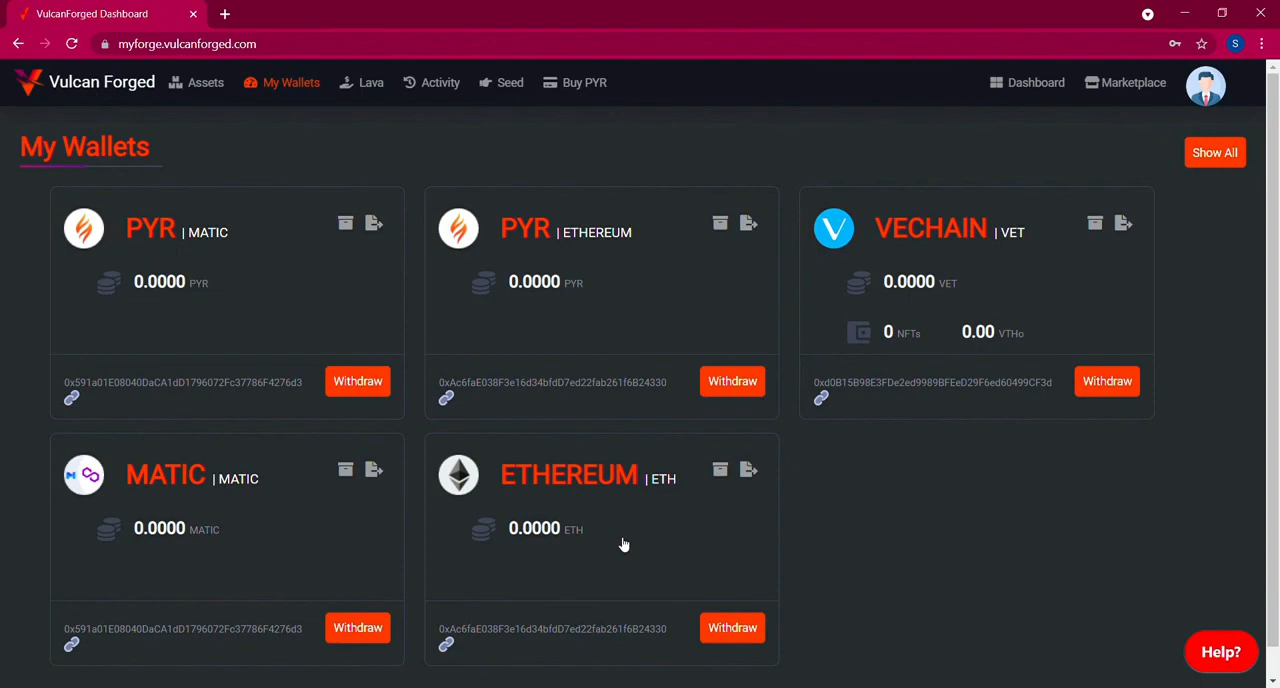 VulcanForged Dashboard
myforge.vulcanforged.com
S
Vulcan Forged Assets My Wallets Lava Activity Seed Buy PYR Dashboard Marketplace
My Wallets
Show All
PYR | MATIC
0.0000 PYR
0x591a01E08040DaCA1dD1796072Fc37786F4276d3
Withdraw
PYR | ETHEREUM
0.0000 PYR
0xAc6faE038F3e16d34bfdD7ed22fab261f6B24330
Withdraw
VECHAIN | VET
0.0000 VET
0 NFTs 0.00 VTHo
0xd0B15B98E3FDe2ed9989BFEeD29F6ed60499CF3d
Withdraw
MATIC | MATIC
0.0000 MATIC
0x591a01E08040DaCA1dD1796072Fc37786F4276d3
Withdraw
ETHEREUM | ETH
0.0000 ETH
0xAc6faE038F3e16d34bfdD7ed22fab261f6B24330
Withdraw
Help?